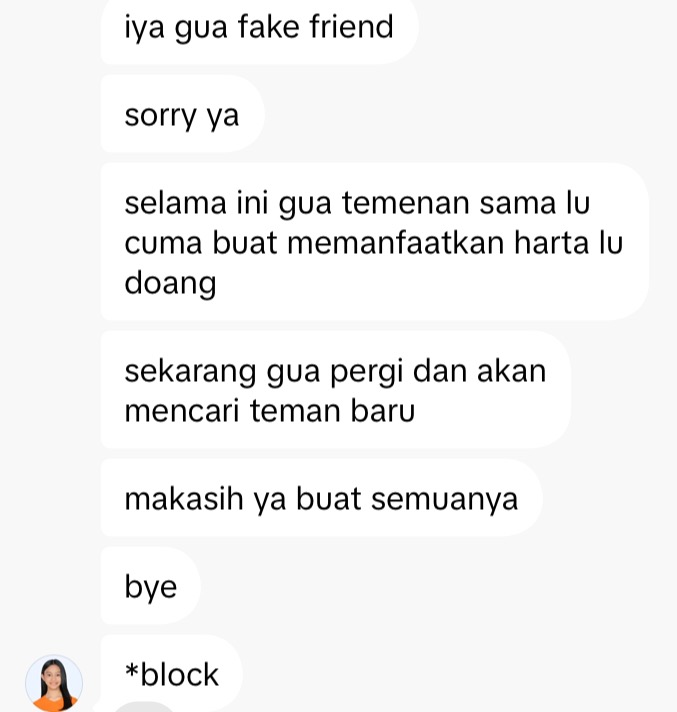 iya gua fake friend
sorry ya
selama ini gua temenan sama lu
cuma buat memanfaatkan harta lu
doang
sekarang gua pergi dan akan
mencari teman baru
makasih ya buat semuanya
bye
*block